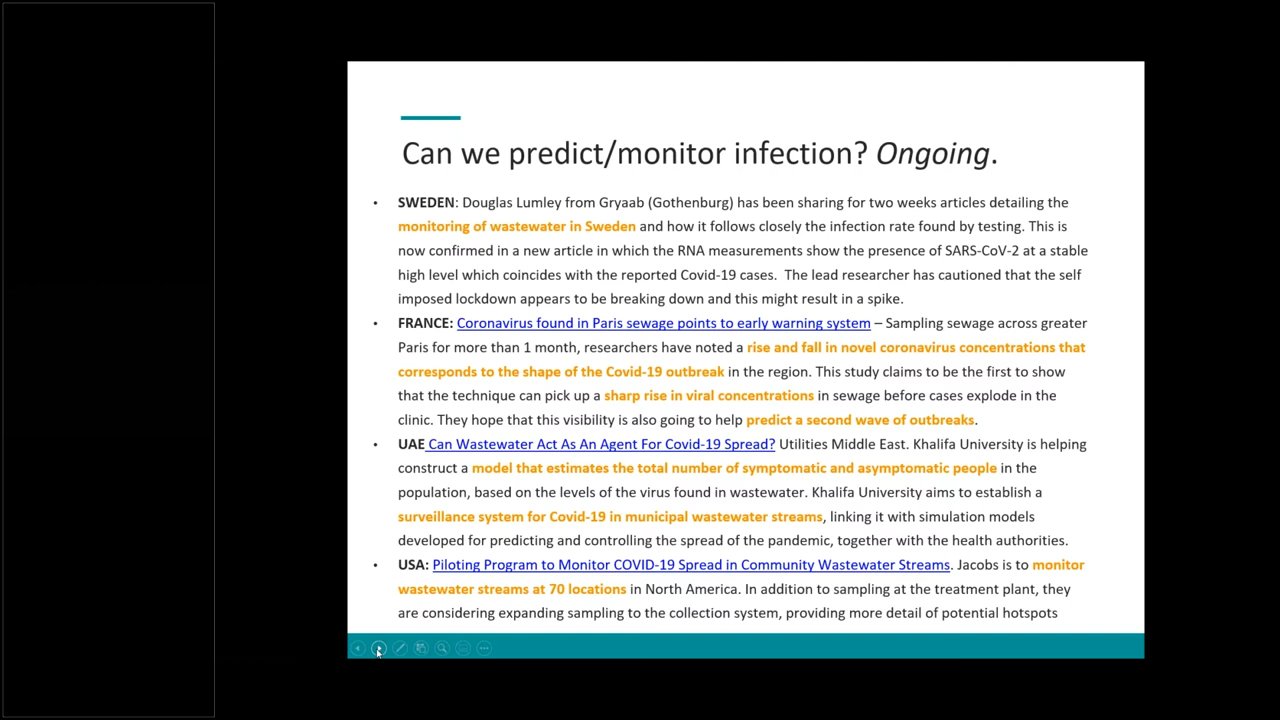 Can we predict/monitor infection? Ongoing.
• SWEDEN: Douglas Lumley from Gryaab (Gothenburg) has been sharing for two weeks articles detailing the
monitoring of wastewater in Sweden and how it follows closely the infection rate found by testing. This is
now confirmed in a new article in which the RNA measurements show the presence of SARS-CoV-2 at a stable
high level which coincides with the reported Covid-19 cases.  The lead researcher has cautioned that the self
imposed lockdown appears to be breaking down and this might result in a spike.
• FRANCE: Coronavirus found in Paris sewage points to early warning system – Sampling sewage across greater
Paris for more than 1 month, researchers have noted a rise and fall in novel coronavirus concentrations that
corresponds to the shape of the Covid-19 outbreak in the region. This study claims to be the first to show
that the technique can pick up a sharp rise in viral concentrations in sewage before cases explode in the
clinic. They hope that this visibility is also going to help predict a second wave of outbreaks.
• UAE Can Wastewater Act As An Agent For Covid-19 Spread? Utilities Middle East. Khalifa University is helping
construct a model that estimates the total number of symptomatic and asymptomatic people in the
population, based on the levels of the virus found in wastewater. Khalifa University aims to establish a
surveillance system for Covid-19 in municipal wastewater streams, linking it with simulation models
developed for predicting and controlling the spread of the pandemic, together with the health authorities.
• USA: Piloting Program to Monitor COVID-19 Spread in Community Wastewater Streams. Jacobs is to monitor
wastewater streams at 70 locations in North America. In addition to sampling at the treatment plant, they
are considering expanding sampling to the collection system, providing more detail of potential hotspots